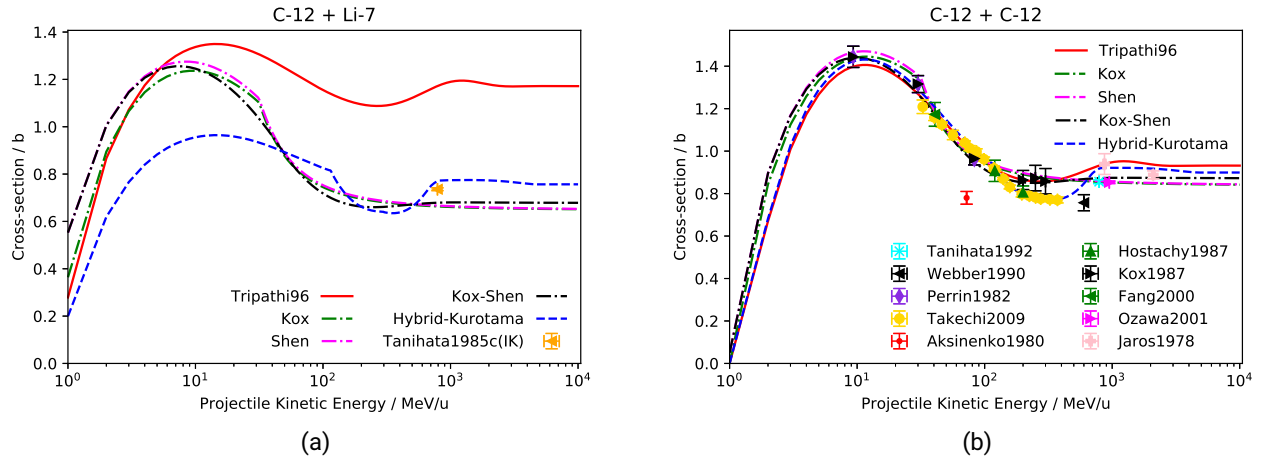 C-12 + Li-7
Cross-section / b
1.4
1.2
1.0
0.8
0.6
0.4
0.2
0.0
Tripathi96
Kox
Shen
Kox-Shen
Hybrid-Kurotama
Tanihata1985c(IK)
10^0 10^1 10^2 10^3 10^4
Projectile Kinetic Energy / MeV/u
(a)
C-12 + C-12
Cross-section / b
1.4
1.2
1.0
0.8
0.6
0.4
0.2
0.0
Tripathi96
Kox
Shen
Kox-Shen
Hybrid-Kurotama
Tanihata1992
Webber1990
Perrin1982
Takechi2009
Aksinenko1980
Hostachy1987
Kox1987
Fang2000
Ozawa2001
Jaros1978
10^0 10^1 10^2 10^3 10^4
Projectile Kinetic Energy / MeV/u
(b)